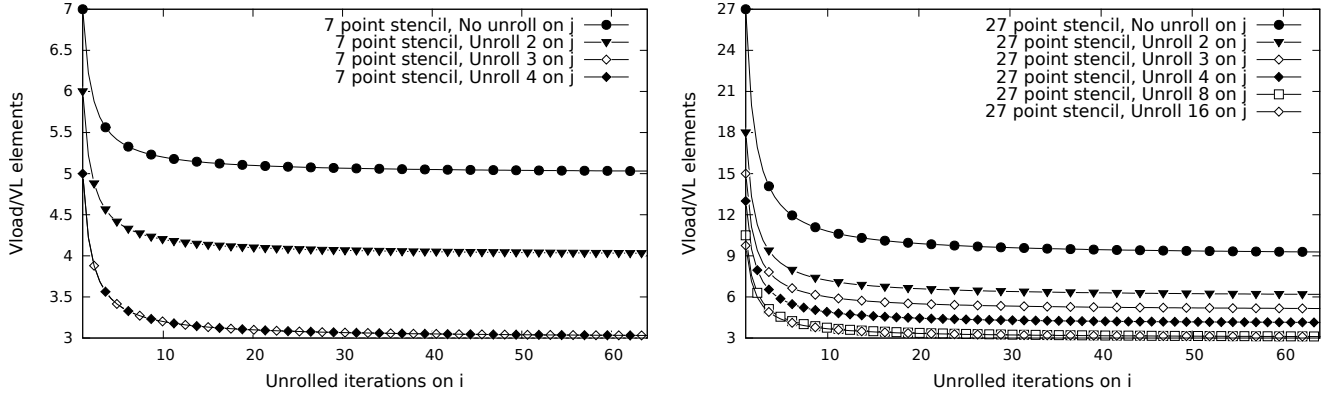 7
6.5
6
5.5
5
4.5
4
3.5
3
10
20
30
40
50
60
Vload/VL elements
Unrolled iterations on i
7 point stencil, No unroll on j
7 point stencil, Unroll 2 on j
7 point stencil, Unroll 3 on j
7 point stencil, Unroll 4 on j
27
24
21
18
15
12
9
6
3
10
20
30
40
50
60
Vload/VL elements
Unrolled iterations on i
27 point stencil, No unroll on j
27 point stencil, Unroll 2 on j
27 point stencil, Unroll 3 on j
27 point stencil, Unroll 4 on j
27 point stencil, Unroll 8 on j
27 point stencil, Unroll 16 on j